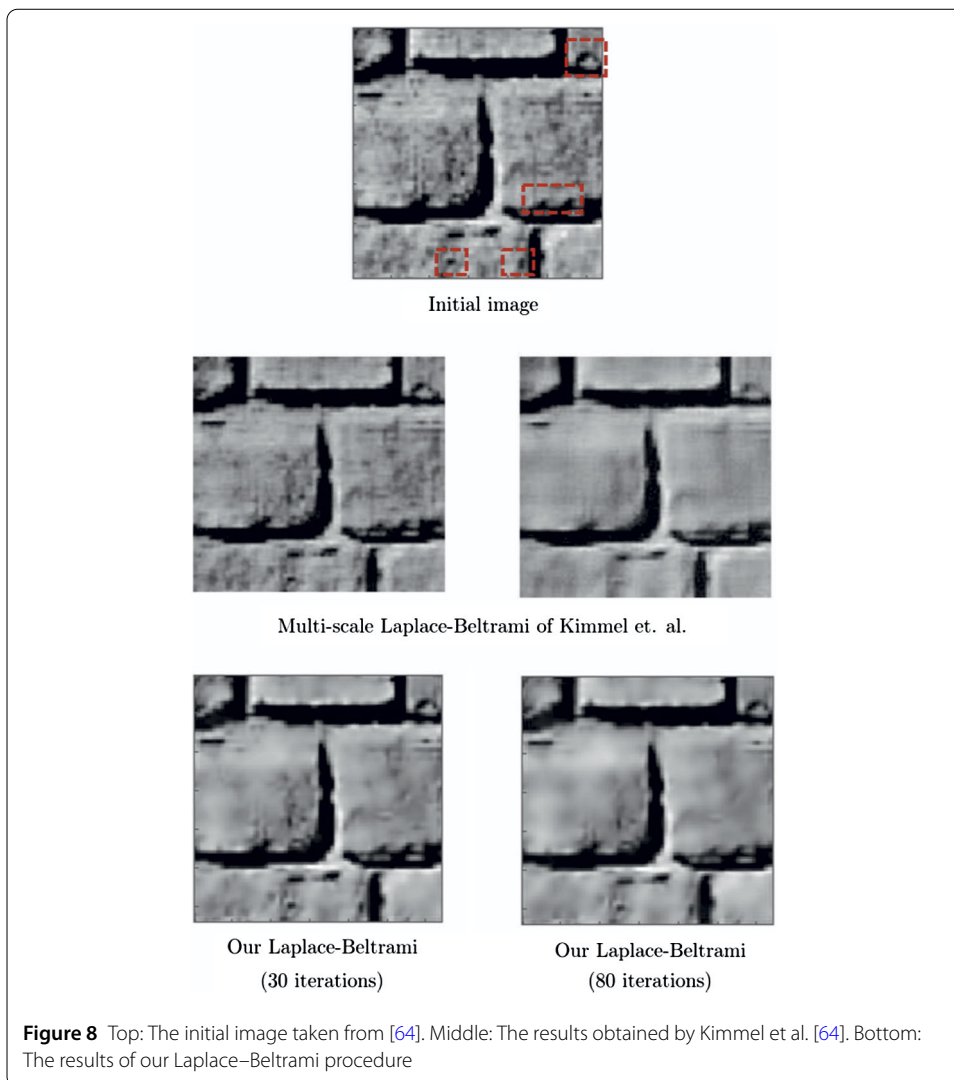 Initial image
Multi-scale Laplace-Beltrami of Kimmel et. al.
Our Laplace-Beltrami
(30 iterations)
Our Laplace-Beltrami
(80 iterations)
Figure 8 Top: The initial image taken from [64]. Middle: The results obtained by Kimmel et al. [64]. Bottom:
The results of our Laplace–Beltrami procedure